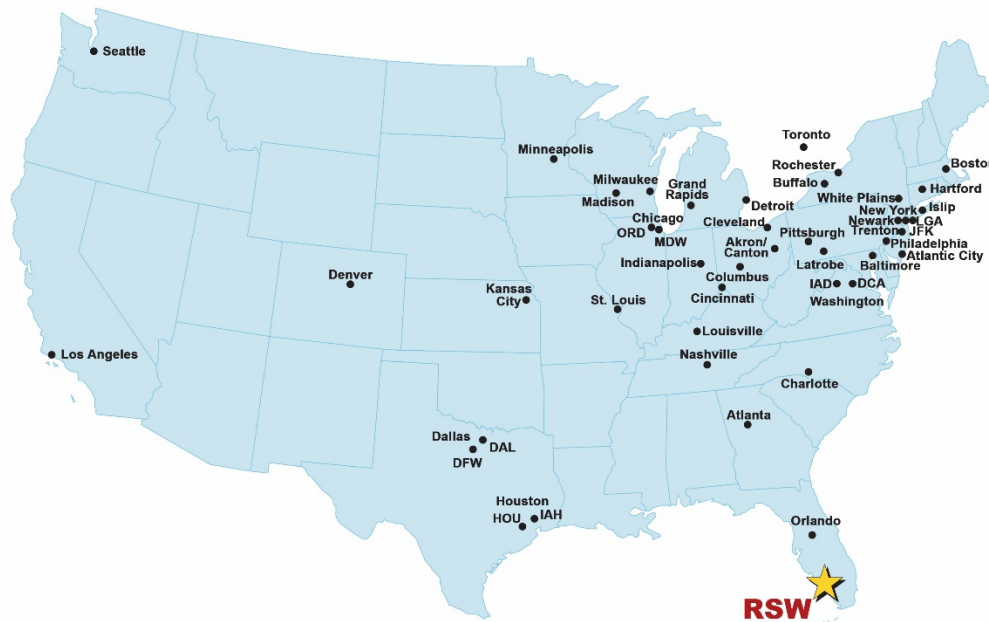 Seattle
Toronto
Minneapolis
Boston
Rochester
Milwaukee
Grand
Rapids
Buffalo
Hartford
Madison
Detroit
White Plains
Islip
New York
Chicago
Cleveland
Newark
LGA
ORD
MDW
Pittsburgh
Trenton
JFK
Akron/
Canton
Philadelphia
Atlantic City
Indianapolis
Latrobe
Baltimore
Columbus
Denver
IAD
DCA
Kansas
City
Cincinnati
Washington
St. Louis
Louisville
Los Angeles
Nashville
Charlotte
Atlanta
Dallas
DAL
DFW
Houston
HOU
IAH
Orlando
RSW